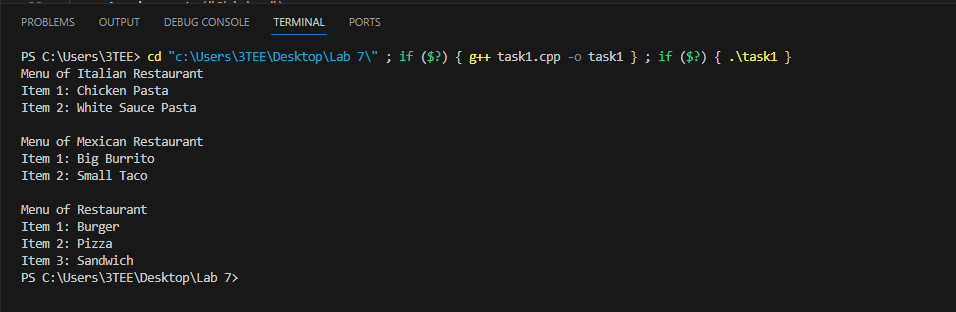 PROBLEMS OUTPUT DEBUG CONSOLE TERMINAL PORTS
PS C:\Users\3TEE> cd "c:\Users\3TEE\Desktop\Lab 7\" ; if ($?) { g++ task1.cpp -o task1 } ; if ($?) { .\task1 }
Menu of Italian Restaurant
Item 1: Chicken Pasta
Item 2: White Sauce Pasta

Menu of Mexican Restaurant
Item 1: Big Burrito
Item 2: Small Taco

Menu of Restaurant
Item 1: Burger
Item 2: Pizza
Item 3: Sandwich
PS C:\Users\3TEE\Desktop\Lab 7>